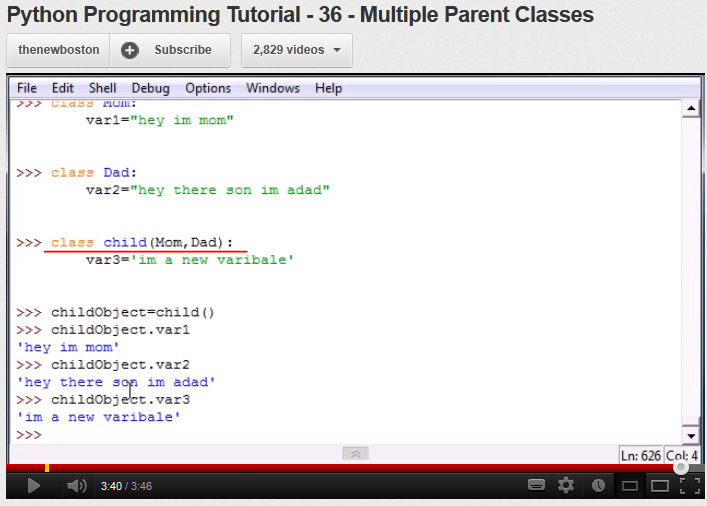 Python Programming Tutorial - 36 - Multiple Parent Classes
thenewboston Subscribe 2,829 videos
File Edit Shell Debug Options Windows Help
>>> class Mom:
var1="hey im mom"
>>> class Dad:
var2="hey there son im adad"
>>> class child(Mom,Dad):
var3='im a new varibale'
>>> childObject=child()
>>> childObject.var1
'hey im mom'
>>> childObject.var2
'hey there son im adad'
>>> childObject.var3
'im a new varibale'
>>>
Ln: 626 Col: 4
3:40 / 3:46